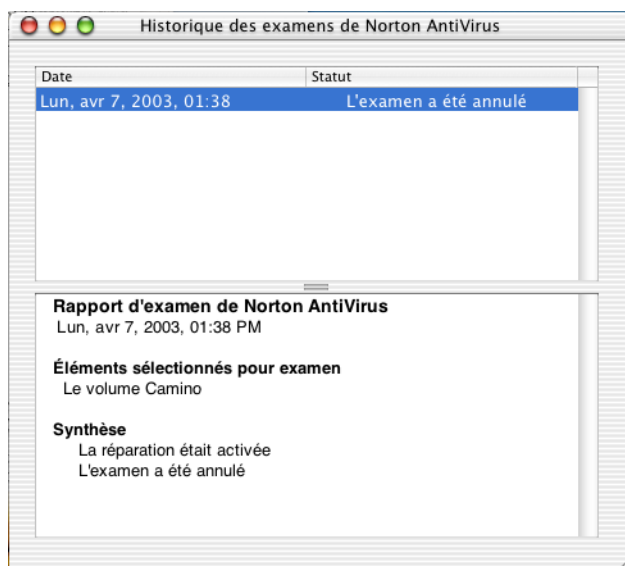 Historique des examens de Norton AntiVirus
Date Statut
Lun, avr 7, 2003, 01:38 L'examen a été annulé
Rapport d'examen de Norton AntiVirus
Lun, avr 7, 2003, 01:38 PM
Éléments sélectionnés pour examen
Le volume Camino
Synthèse
La réparation était activée
L'examen a été annulé